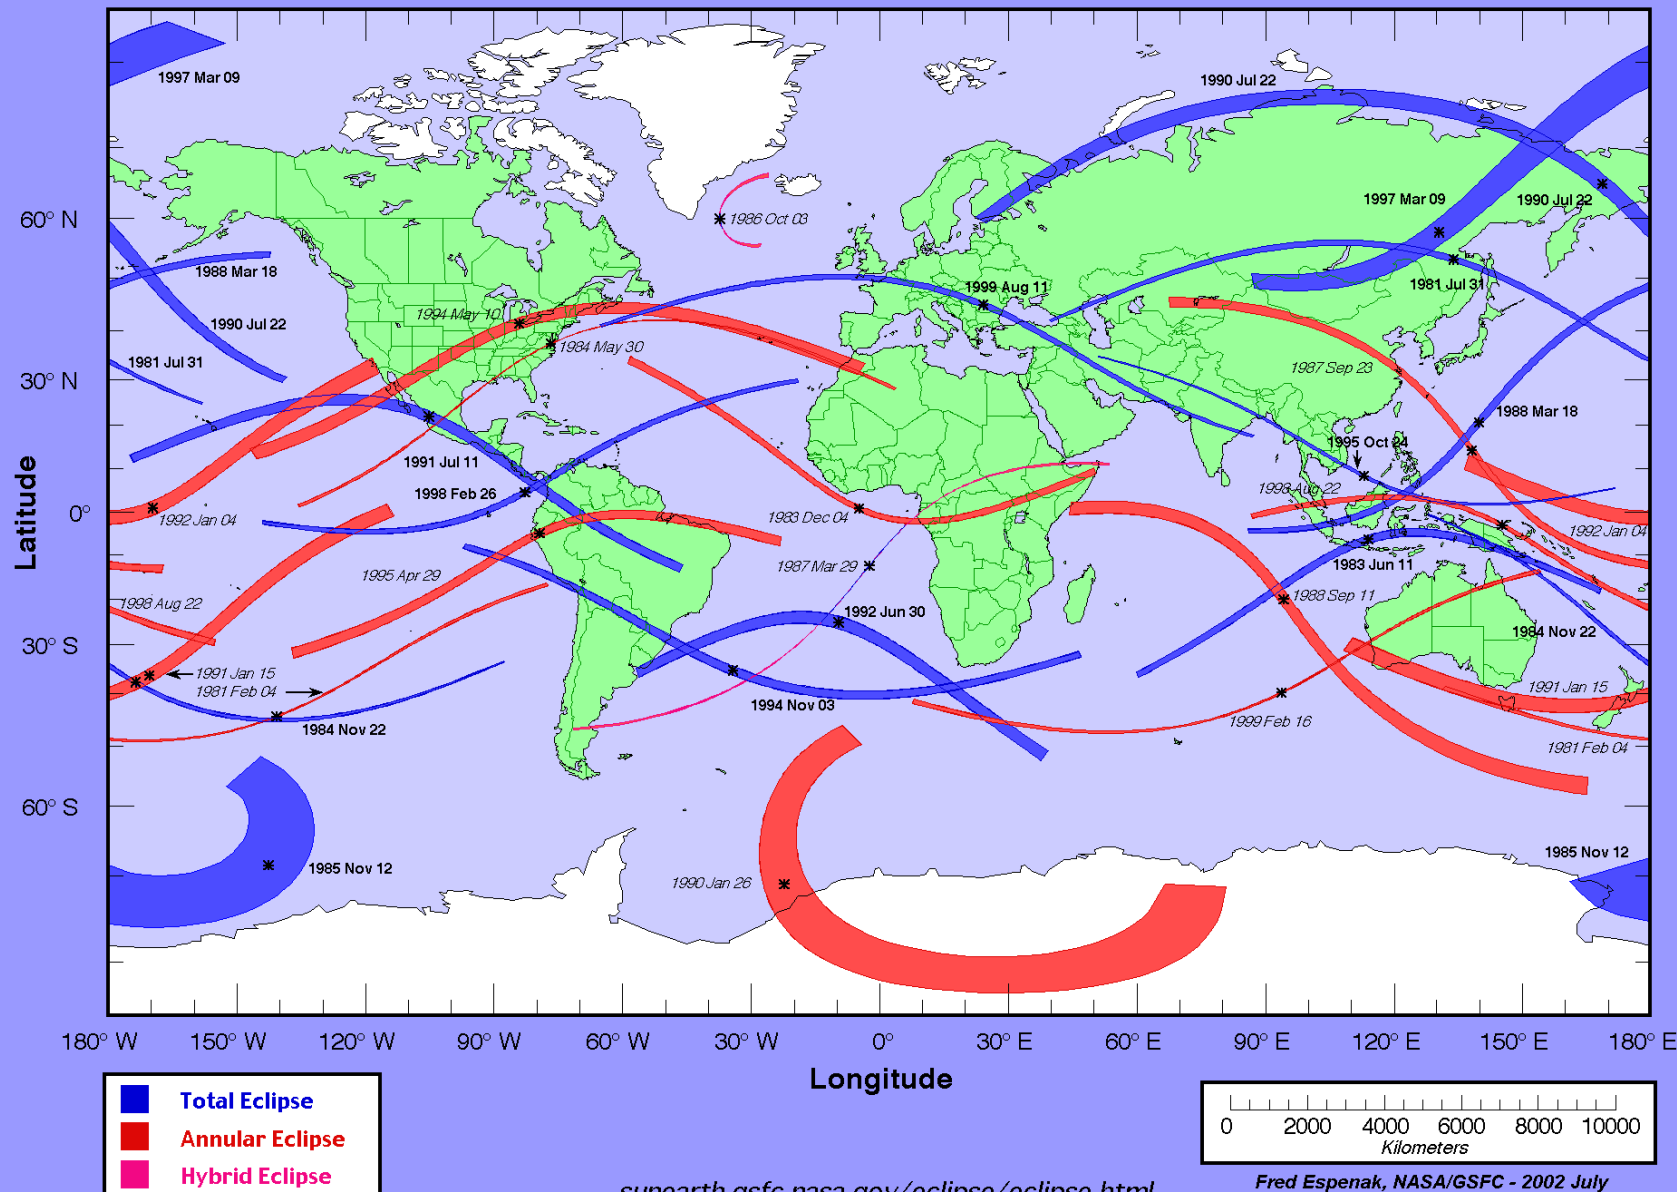 1997 Mar 09
1990 Jul 22
60° N
1986 Oct 03
1997 Mar 09
1990 Jul 22
1988 Mar 18
1999 Aug 11
1981 Jul 31
1994 May 10
1990 Jul 22
1984 May 30
1981 Jul 31
1987 Sep 23
30° N
1988 Mar 18
1995 Oct 24
1991 Jul 11
1998 Feb 26
1998 Aug 22
Latitude
0°
1992 Jan 04
1983 Dec 04
1992 Jan 04
1987 Mar 29
1983 Jun 11
1995 Apr 29
1988 Sep 11
1998 Aug 22
1992 Jun 30
1984 Nov 22
30° S
1991 Jan 15
1981 Feb 04
1991 Jan 15
1994 Nov 03
1999 Feb 16
1984 Nov 22
1981 Feb 04
60° S
1985 Nov 12
1985 Nov 12
1990 Jan 26
180° W 150° W 120° W 90° W 60° W 30° W 0° 30° E 60° E 90° E 120° E 150° E 180° E
Longitude
Total Eclipse
Annular Eclipse
Hybrid Eclipse
0 2000 4000 6000 8000 10000
Kilometers
sunearth.gsfc.nasa.gov/eclipse/eclipse.html
Fred Espenak, NASA/GSFC - 2002 July